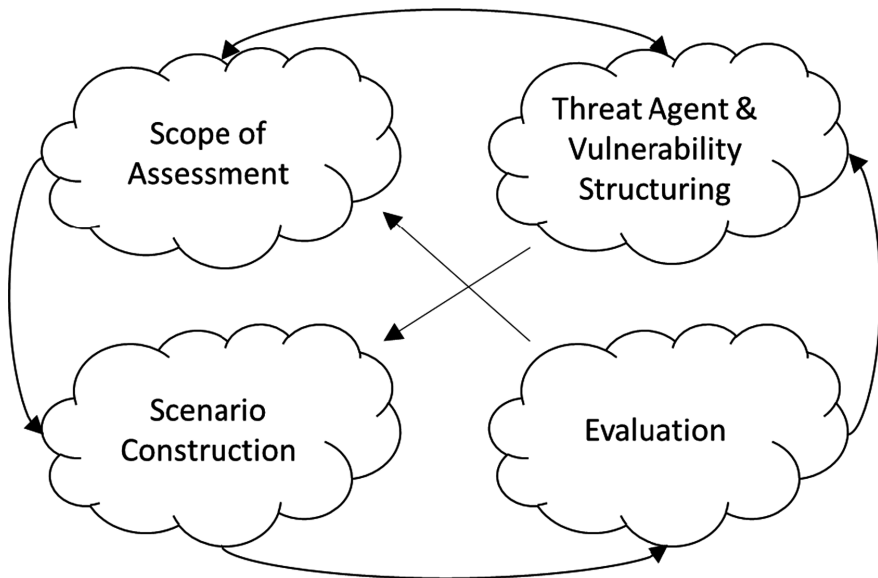 Scope of
Assessment
Threat Agent &
Vulnerability
Structuring
Scenario
Construction
Evaluation